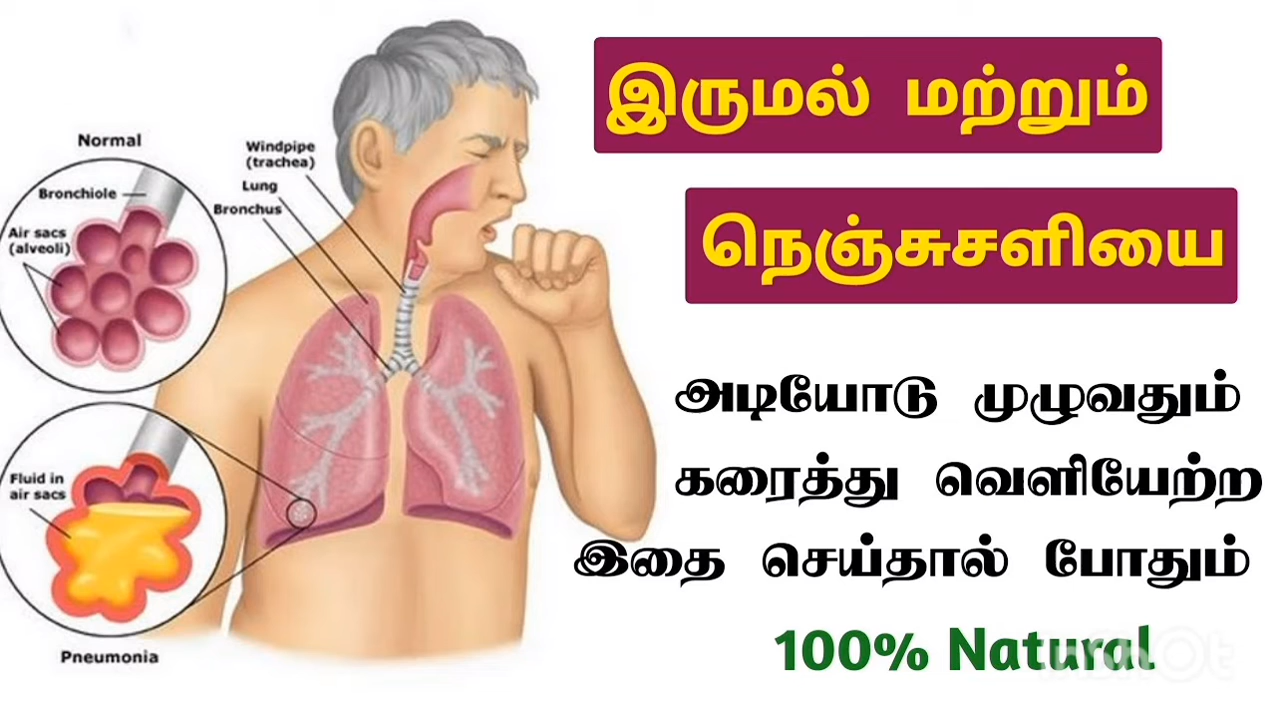 இருமல் மற்றும்
நெஞ்சுசளியை
அடியோடு முழுவதும்
கரைத்து வெளியேற்ற
இதை செய்தால் போதும்
100% Natural
InShOt
Normal
Bronchiole
Air sacs
(alveoli)
Windpipe
(trachea)
Lung
Bronchus
Fluid in
air sacs
Pneumonia